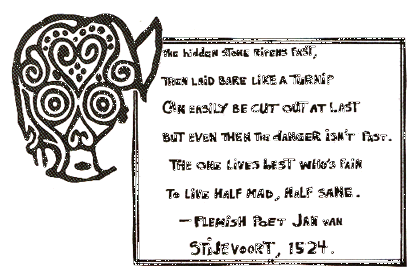 The hidden stone ripens fast,
Then laid bare like a turnip
Can easily be cut out at last
But even then the danger isn't past.
The one lives best who's fain
To live half mad, half sane.
— Flemish Poet Jan van
Stijevoort, 1524.